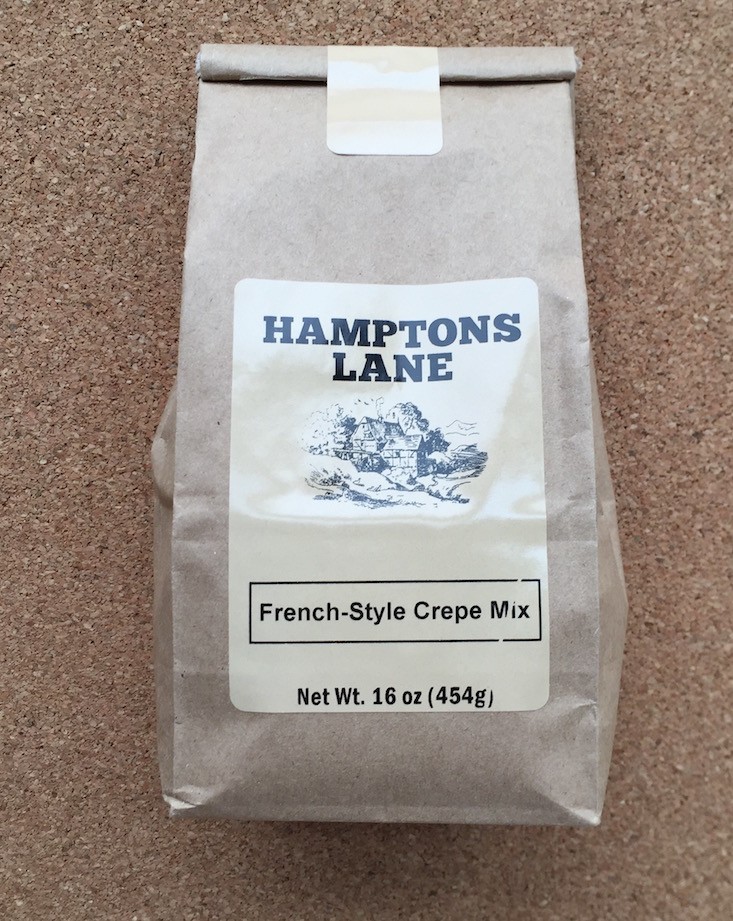 HAMPTONS
LANE
French-Style Crepe Mix
Net Wt. 16 oz (454g)